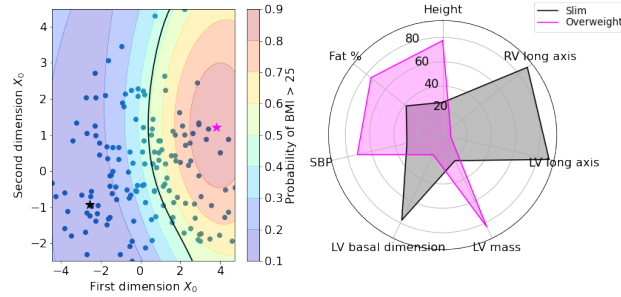 4
3
2
1
0
−1
−2
Second dimension X₀
−4
−2
0
2
4
First dimension X₀
0.9
0.8
0.7
0.6
0.5
0.4
0.3
0.2
0.1
Probability of BMI > 25
Height
RV long axis
LV long axis
LV mass
LV basal dimension
SBP
Fat %
80
60
40
20
Slim
Overweight